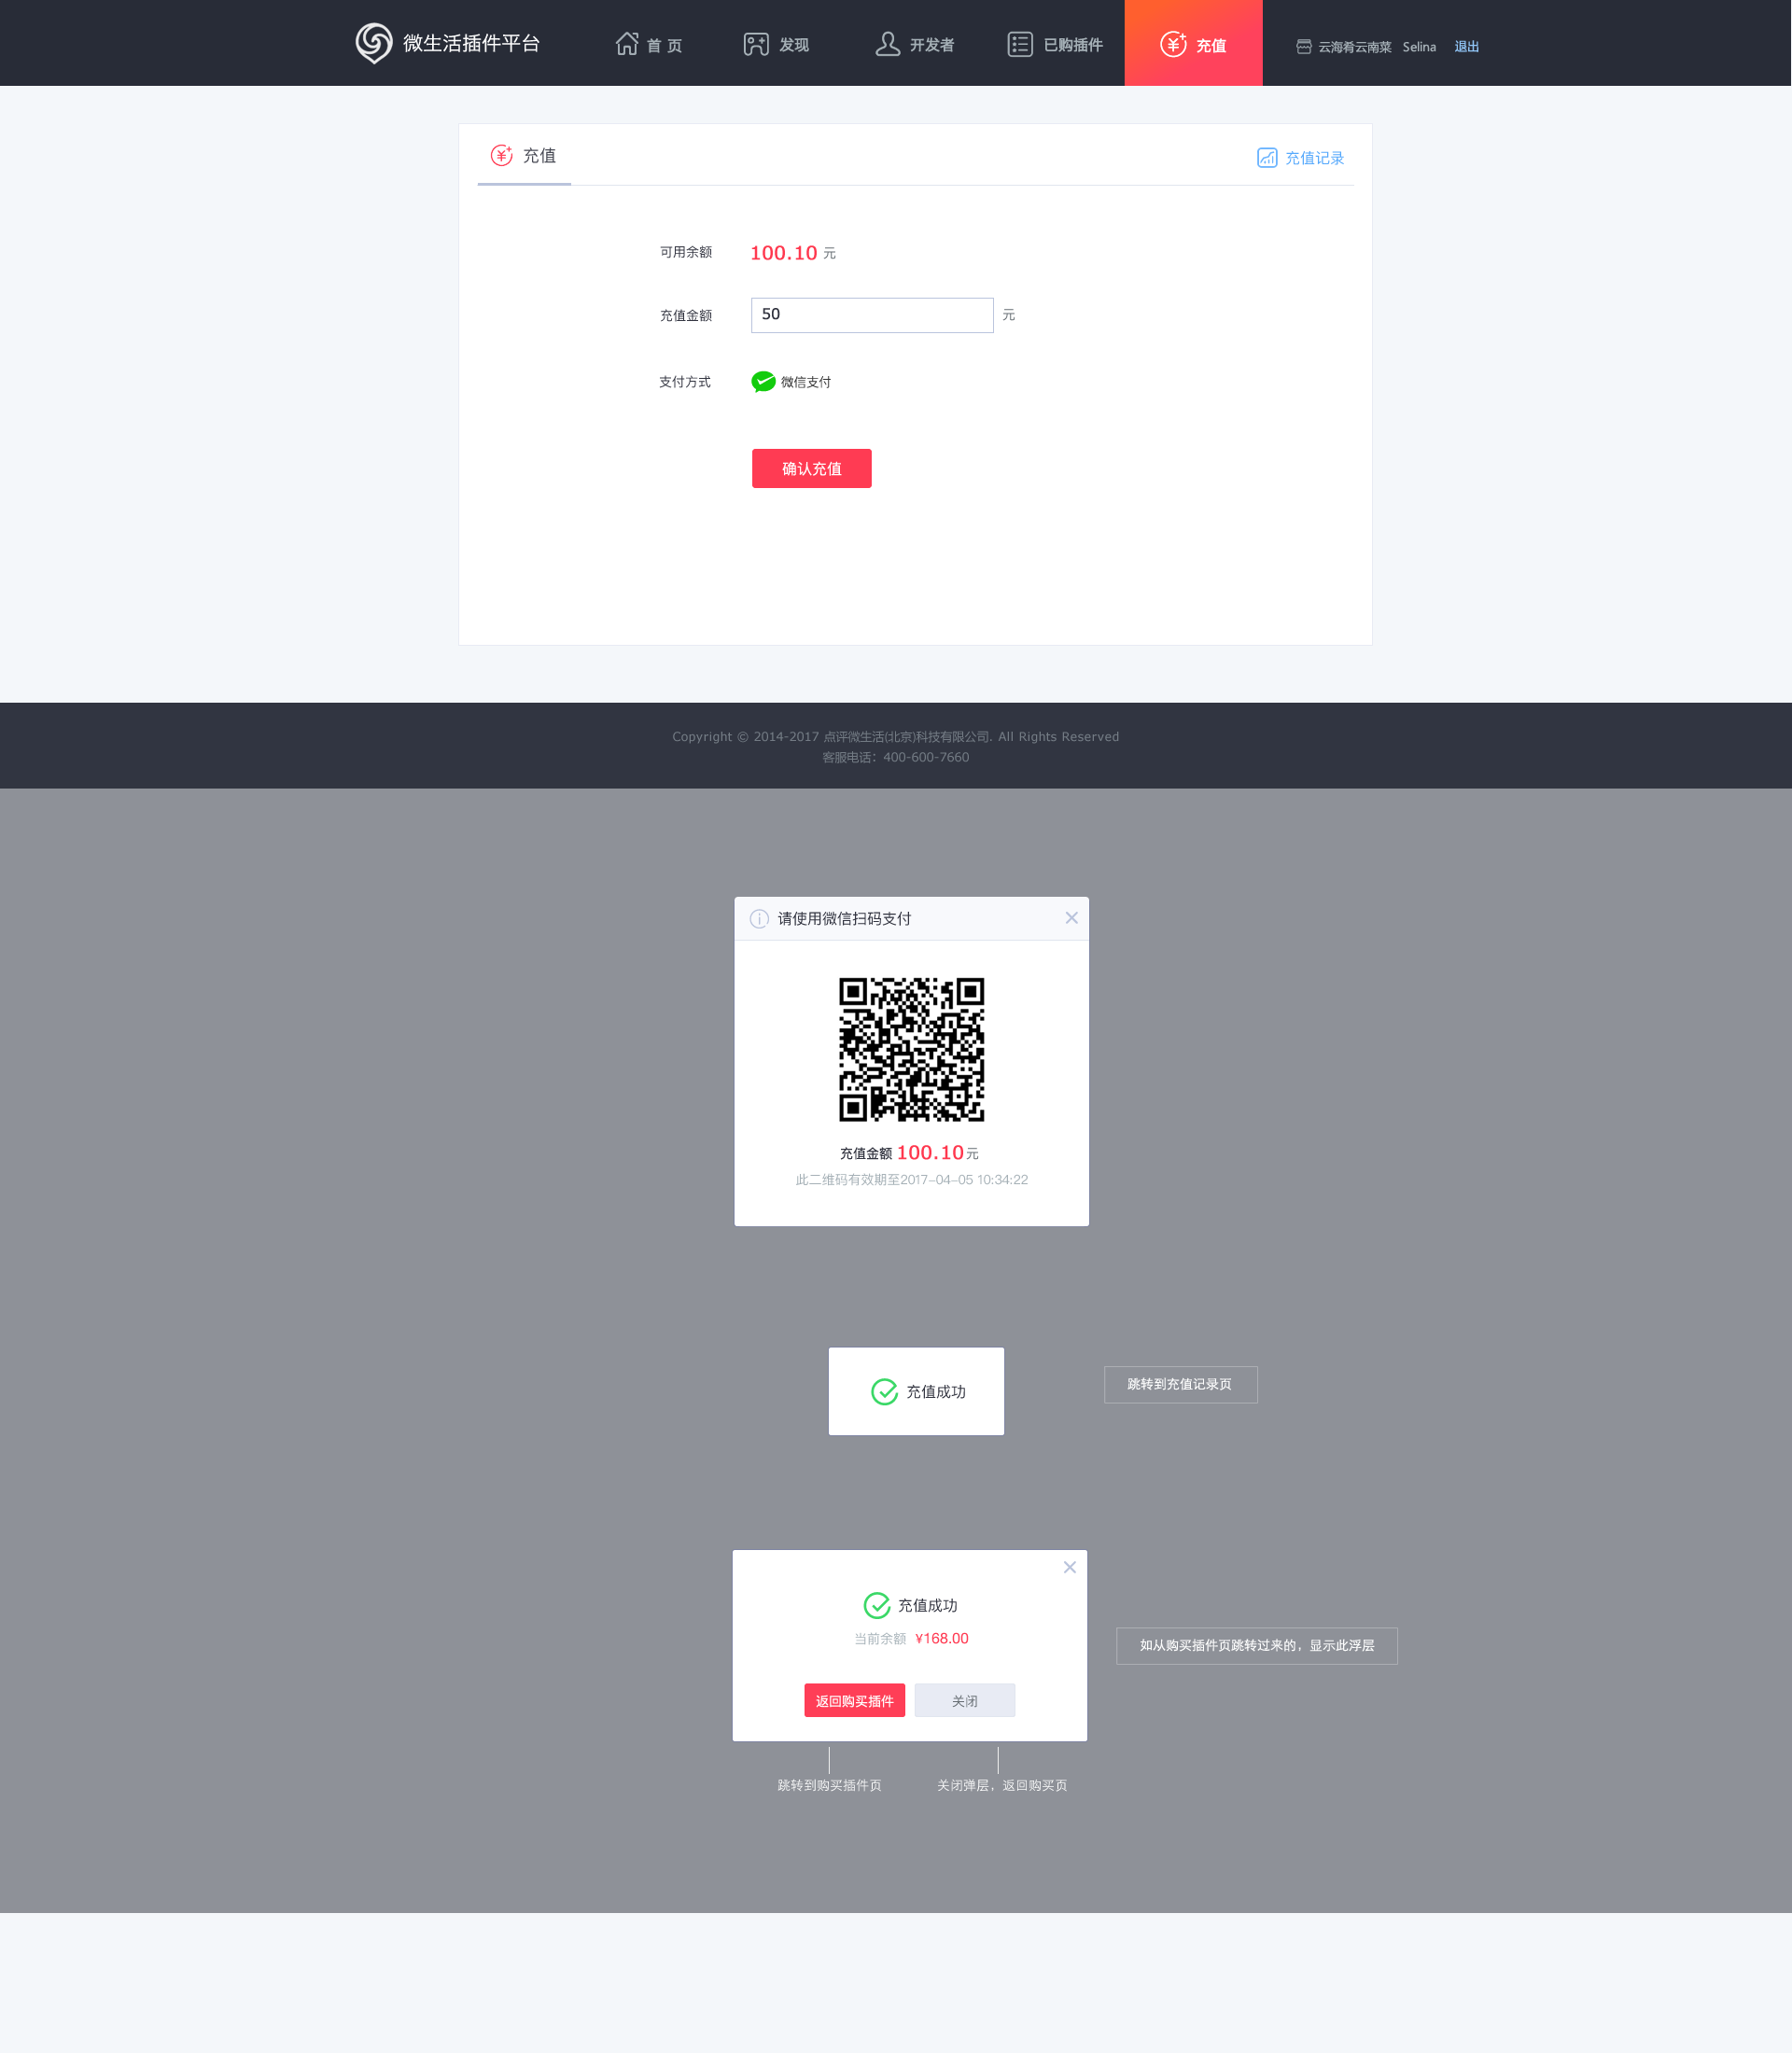 微生活插件平台 首 页 发现 开发者 已购插件 充值 云海肴云南菜 Selina 退出
充值 充值记录
可用余额 100.10 元
充值金额 50 元
支付方式 微信支付
确认充值
Copyright © 2014-2017 点评微生活(北京)科技有限公司. All Rights Reserved
客服电话：400-600-7660
请使用微信扫码支付
充值金额 100.10元
此二维码有效期至2017-04-05 10:34:22
充值成功 跳转到充值记录页
充值成功
当前余额 ¥168.00
如从购买插件页跳转过来的，显示此浮层
返回购买插件 关闭
跳转到购买插件页 关闭弹层，返回购买页